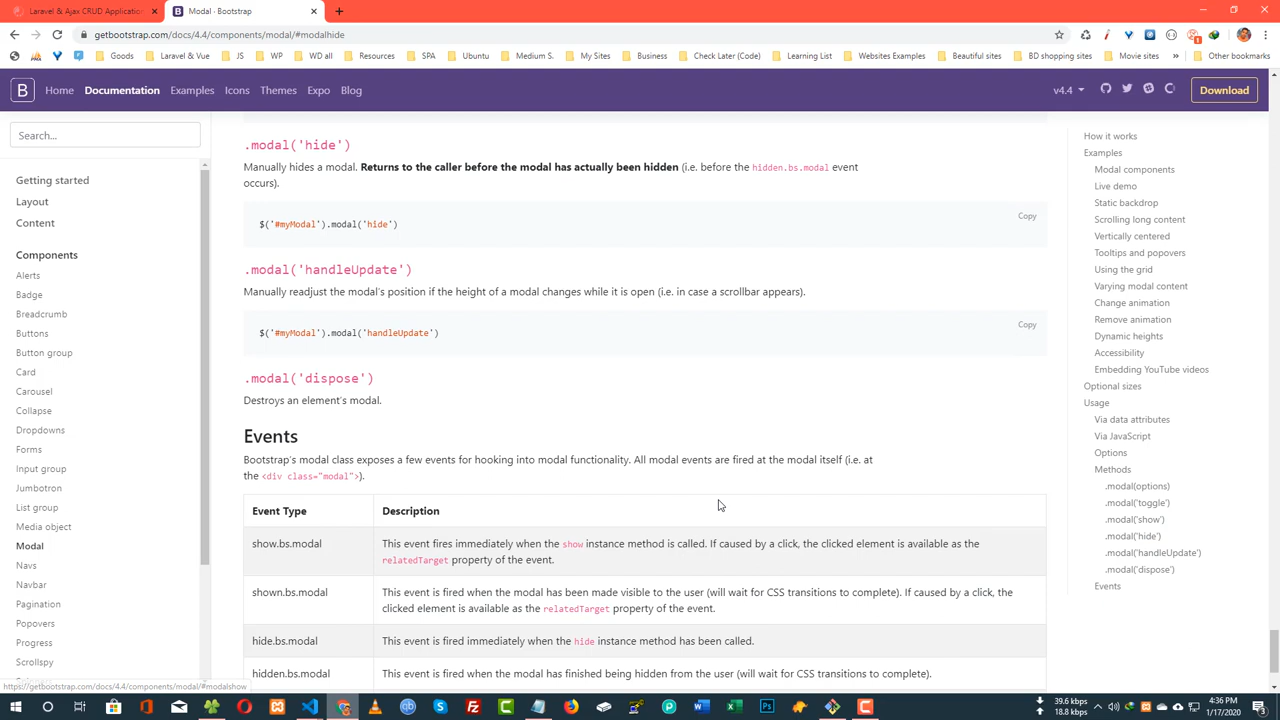 Laravel & Ajax CRUD Application
Modal · Bootstrap
getbootstrap.com/docs/4.4/components/modal/#modalhide
Goods
Laravel & Vue
JS
WP
WD all
Resources
SPA
Ubuntu
Medium S.
My Sites
Business
Check Later (Code)
Learning List
Websites Examples
Beautiful sites
BD shopping sites
Movie sites
»
Other bookmarks
B
Home
Documentation
Examples
Icons
Themes
Expo
Blog
v4.4
Download
Search...
Getting started
Layout
Content
Components
Alerts
Badge
Breadcrumb
Buttons
Button group
Card
Carousel
Collapse
Dropdowns
Forms
Input group
Jumbotron
List group
Media object
Modal
Navs
Navbar
Pagination
Popovers
Progress
Scrollspy
.modal('hide')
Manually hides a modal. Returns to the caller before the modal has actually been hidden (i.e. before the hidden.bs.modal event
occurs).
Copy
$('#myModal').modal('hide')
.modal('handleUpdate')
Manually readjust the modal's position if the height of a modal changes while it is open (i.e. in case a scrollbar appears).
Copy
$('#myModal').modal('handleUpdate')
.modal('dispose')
Destroys an element's modal.
Events
Bootstrap's modal class exposes a few events for hooking into modal functionality. All modal events are fired at the modal itself (i.e. at
the <div class="modal">).
Event Type
Description
show.bs.modal
This event fires immediately when the show instance method is called. If caused by a click, the clicked element is available as the
relatedTarget property of the event.
shown.bs.modal
This event is fired when the modal has been made visible to the user (will wait for CSS transitions to complete). If caused by a click, the
clicked element is available as the relatedTarget property of the event.
hide.bs.modal
This event is fired immediately when the hide instance method has been called.
hidden.bs.modal
This event is fired when the modal has finished being hidden from the user (will wait for CSS transitions to complete).
How it works
Examples
Modal components
Live demo
Static backdrop
Scrolling long content
Vertically centered
Tooltips and popovers
Using the grid
Varying modal content
Change animation
Remove animation
Dynamic heights
Accessibility
Embedding YouTube videos
Optional sizes
Usage
Via data attributes
Via JavaScript
Options
Methods
.modal(options)
.modal('toggle')
.modal('show')
.modal('hide')
.modal('handleUpdate')
.modal('dispose')
Events
https://getbootstrap.com/docs/4.4/components/modal/#modalshow
39.6 kbps
18.8 kbps
4:36 PM
1/17/2020